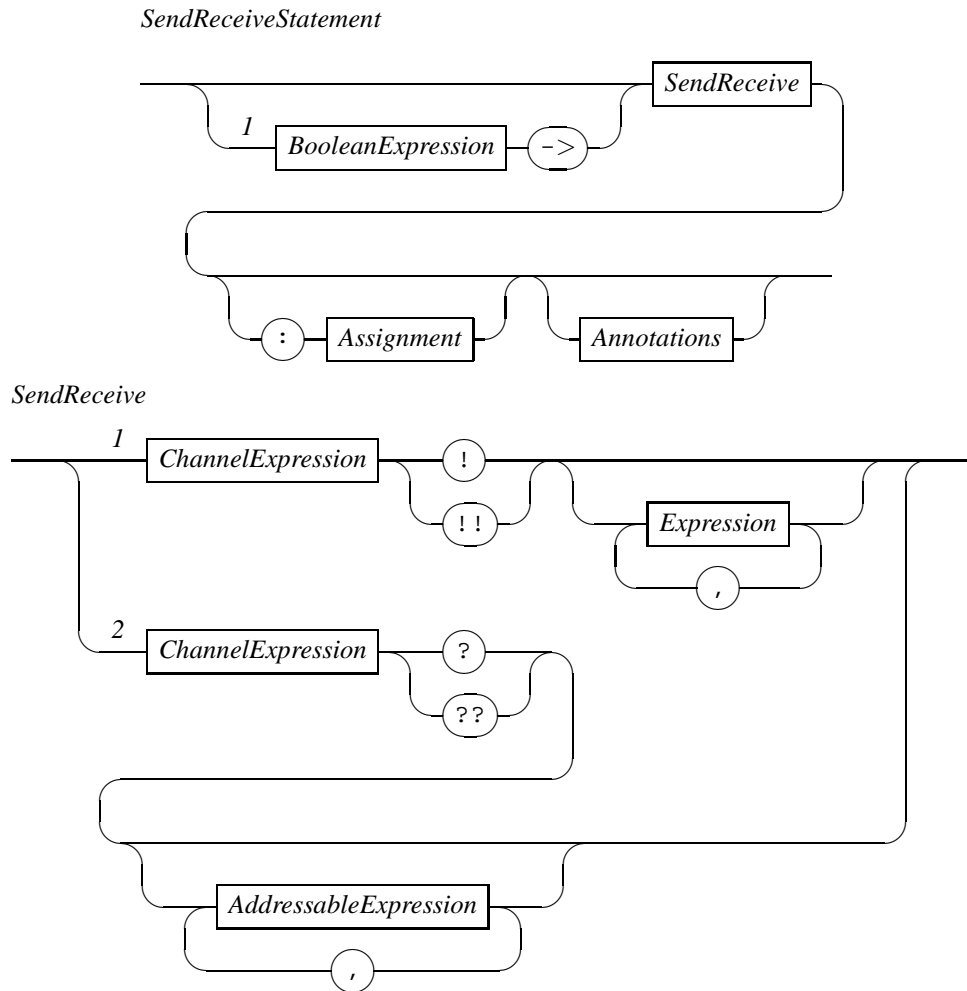 SendReceiveStatement
SendReceive
1
BooleanExpression ->
: Assignment Annotations
SendReceive
1 ChannelExpression !
!! Expression
,
2 ChannelExpression ?
??
AddressableExpression
,